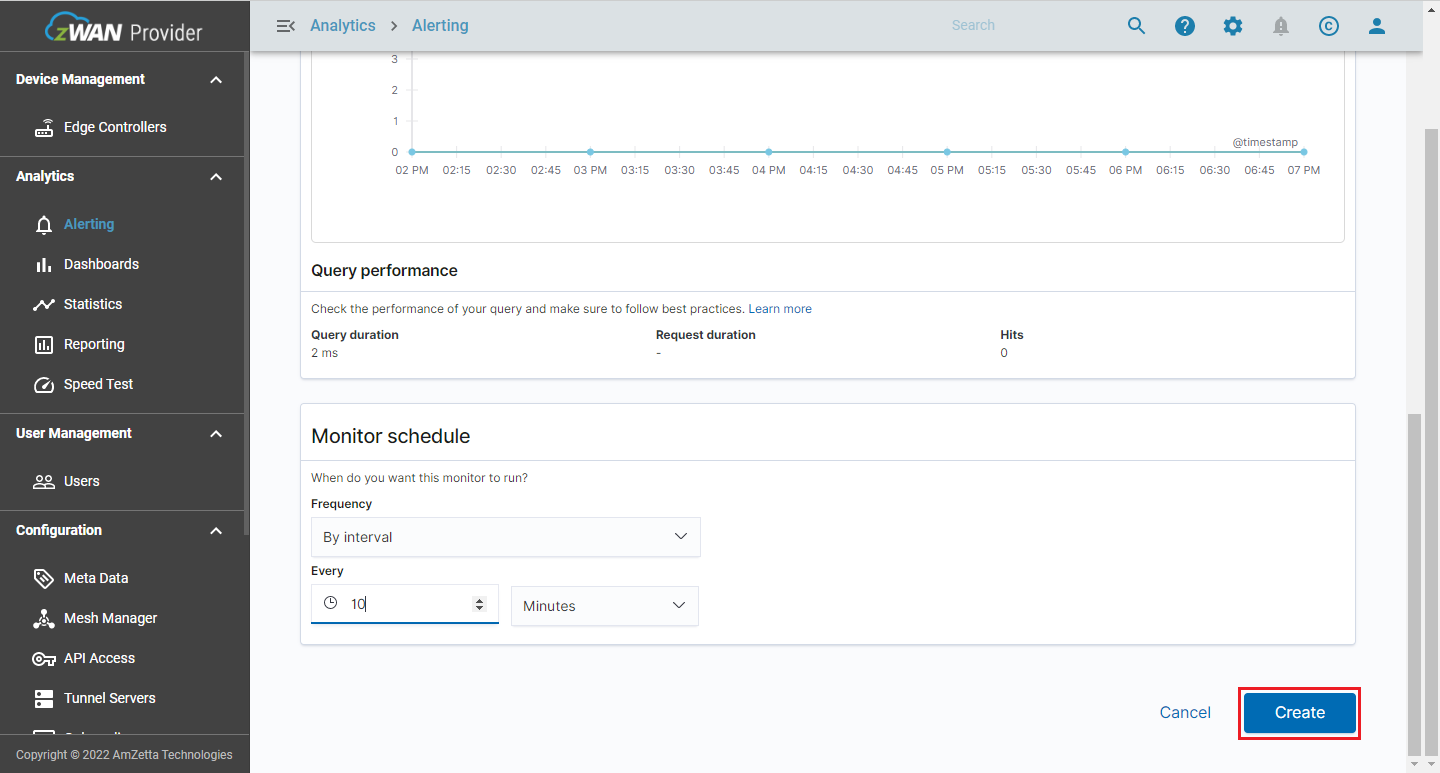 zWAN Provider
Analytics > Alerting
Search
Device Management
Edge Controllers
Analytics
Alerting
Dashboards
Statistics
Reporting
Speed Test
User Management
Users
Configuration
Meta Data
Mesh Manager
API Access
Tunnel Servers
Copyright © 2022 AmZetta Technologies
3
2
1
0
@timestamp
02 PM 02:15 02:30 02:45 03 PM 03:15 03:30 03:45 04 PM 04:15 04:30 04:45 05 PM 05:15 05:30 05:45 06 PM 06:15 06:30 06:45 07 PM
Query performance
Check the performance of your query and make sure to follow best practices. Learn more
Query duration Request duration Hits
2 ms - 0
Monitor schedule
When do you want this monitor to run?
Frequency
By interval
Every
10 Minutes
Cancel Create